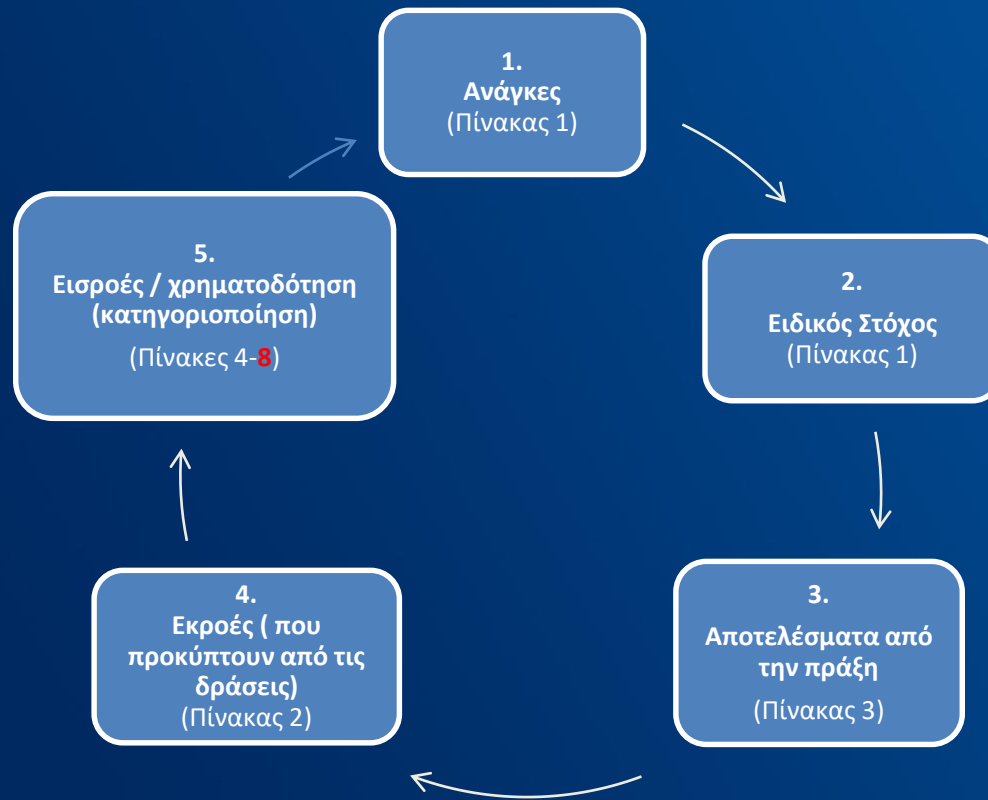 1.
Ανάγκες
(Πίνακας 1)
2.
Ειδικός Στόχος
(Πίνακας 1)
3.
Αποτελέσματα από
την πράξη
(Πίνακας 3)
4.
Εκροές ( που
προκύπτουν από τις
δράσεις)
(Πίνακας 2)
5.
Εισροές / χρηματοδότηση
(κατηγοριοποίηση)
(Πίνακες 4-8)